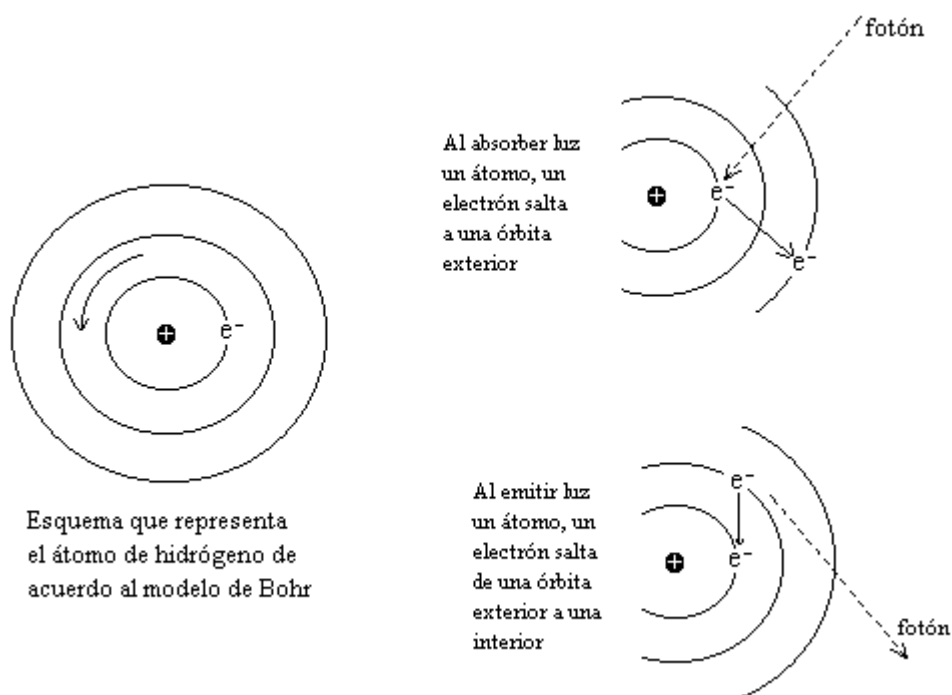 fotón
Al absorber luz
un átomo, un
electrón salta
a una órbita
exterior
e⁻
e⁻
+
e⁻
+
Esquema que representa
el átomo de hidrógeno de
acuerdo al modelo de Bohr
Al emitir luz
un átomo, un
electrón salta
de una órbita
exterior a una
interior
e⁻
e⁻
+
fotón